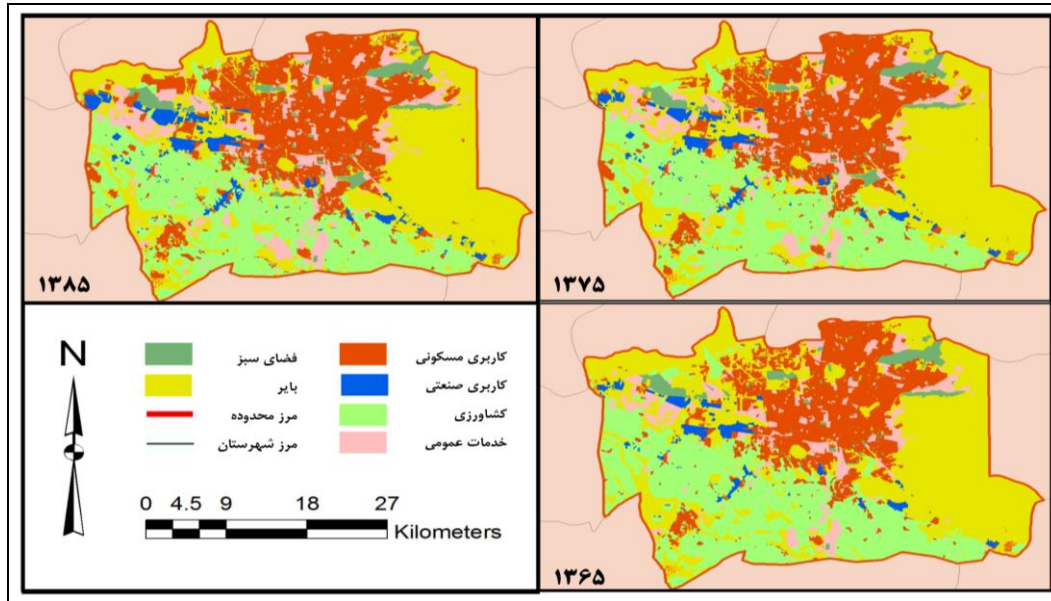 ۱۳۸۵
۱۳۷۵
N
فضای سبز
بایر
مرز محدوده
مرز شهرستان
کاربری مسکونی
کاربری صنعتی
کشاورزی
خدمات عمومی
0 4.5 9 18 27
Kilometers
۱۳۶۵